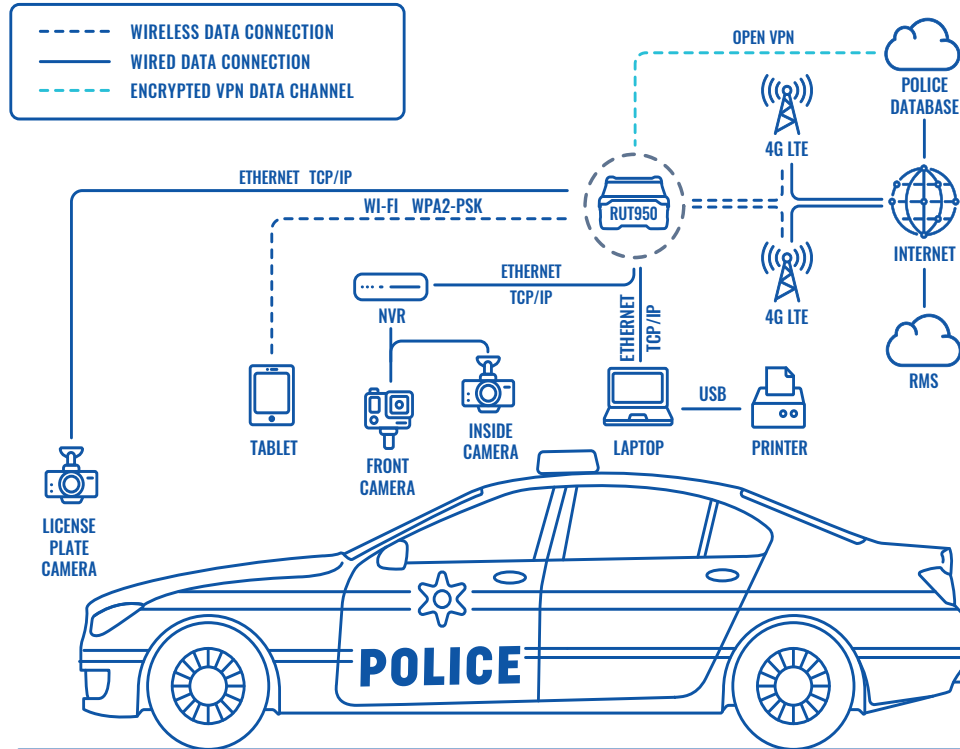 WIRELESS DATA CONNECTION
WIRED DATA CONNECTION
ENCRYPTED VPN DATA CHANNEL
OPEN VPN
POLICE
DATABASE
4G LTE
ETHERNET TCP/IP
WI-FI WPA2-PSK
RUT950
INTERNET
ETHERNET
TCP/IP
NVR
4G LTE
ETHERNET
TCP/IP
RMS
USB
TABLET
INSIDE
CAMERA
LAPTOP
PRINTER
FRONT
CAMERA
LICENSE
PLATE
CAMERA
POLICE